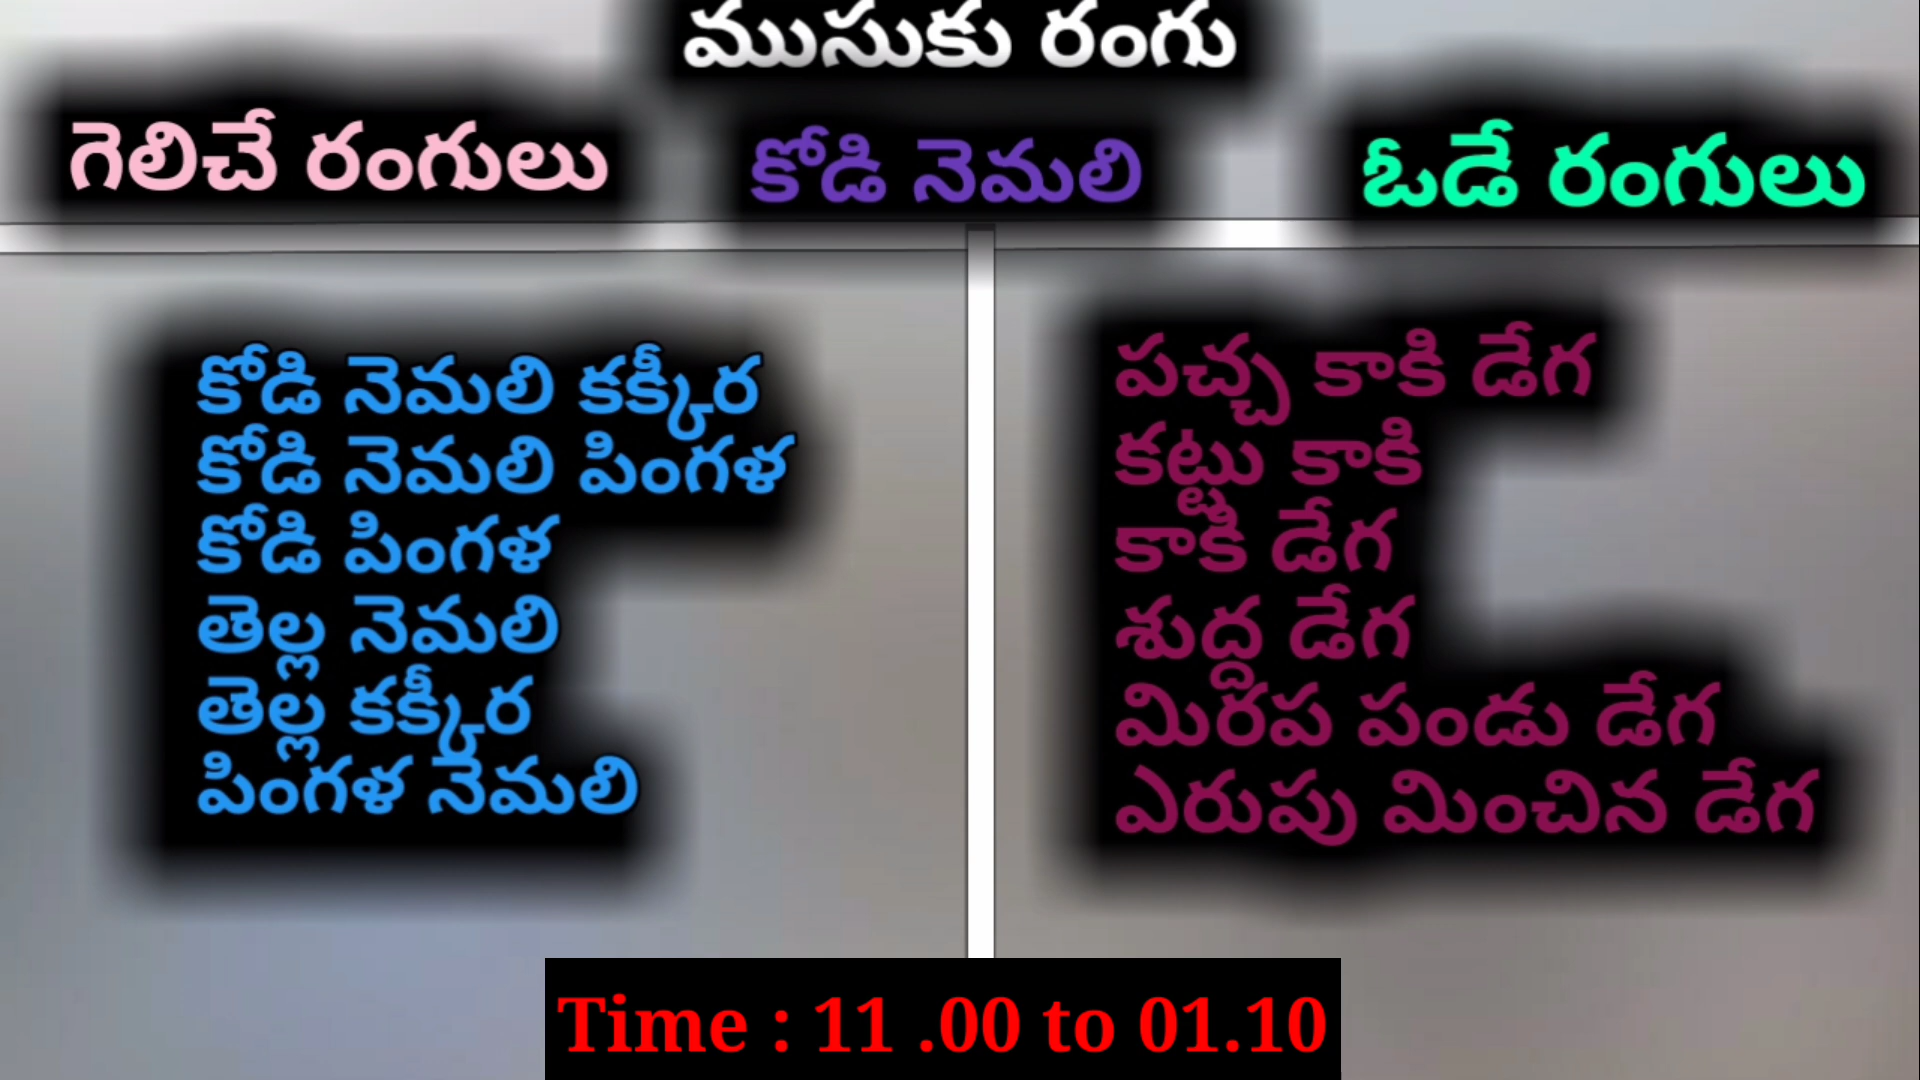 ముసుకు రంగు
గెలిచే రంగులు
కోడి నెమలి
ఓడే రంగులు
కోడి నెమలి కక్కీర
కోడి నెమలి పింగళ
కోడి పింగళ
తెల్ల నెమలి
తెల్ల కక్కీర
పింగళ నెమలి
పచ్చ కాకి డేగ
కట్టు కాకి
కాకి డేగ
శుద్ద డేగ
మిరప పండు డేగ
ఎరుపు మించిన డేగ
Time : 11 .00 to 01.10